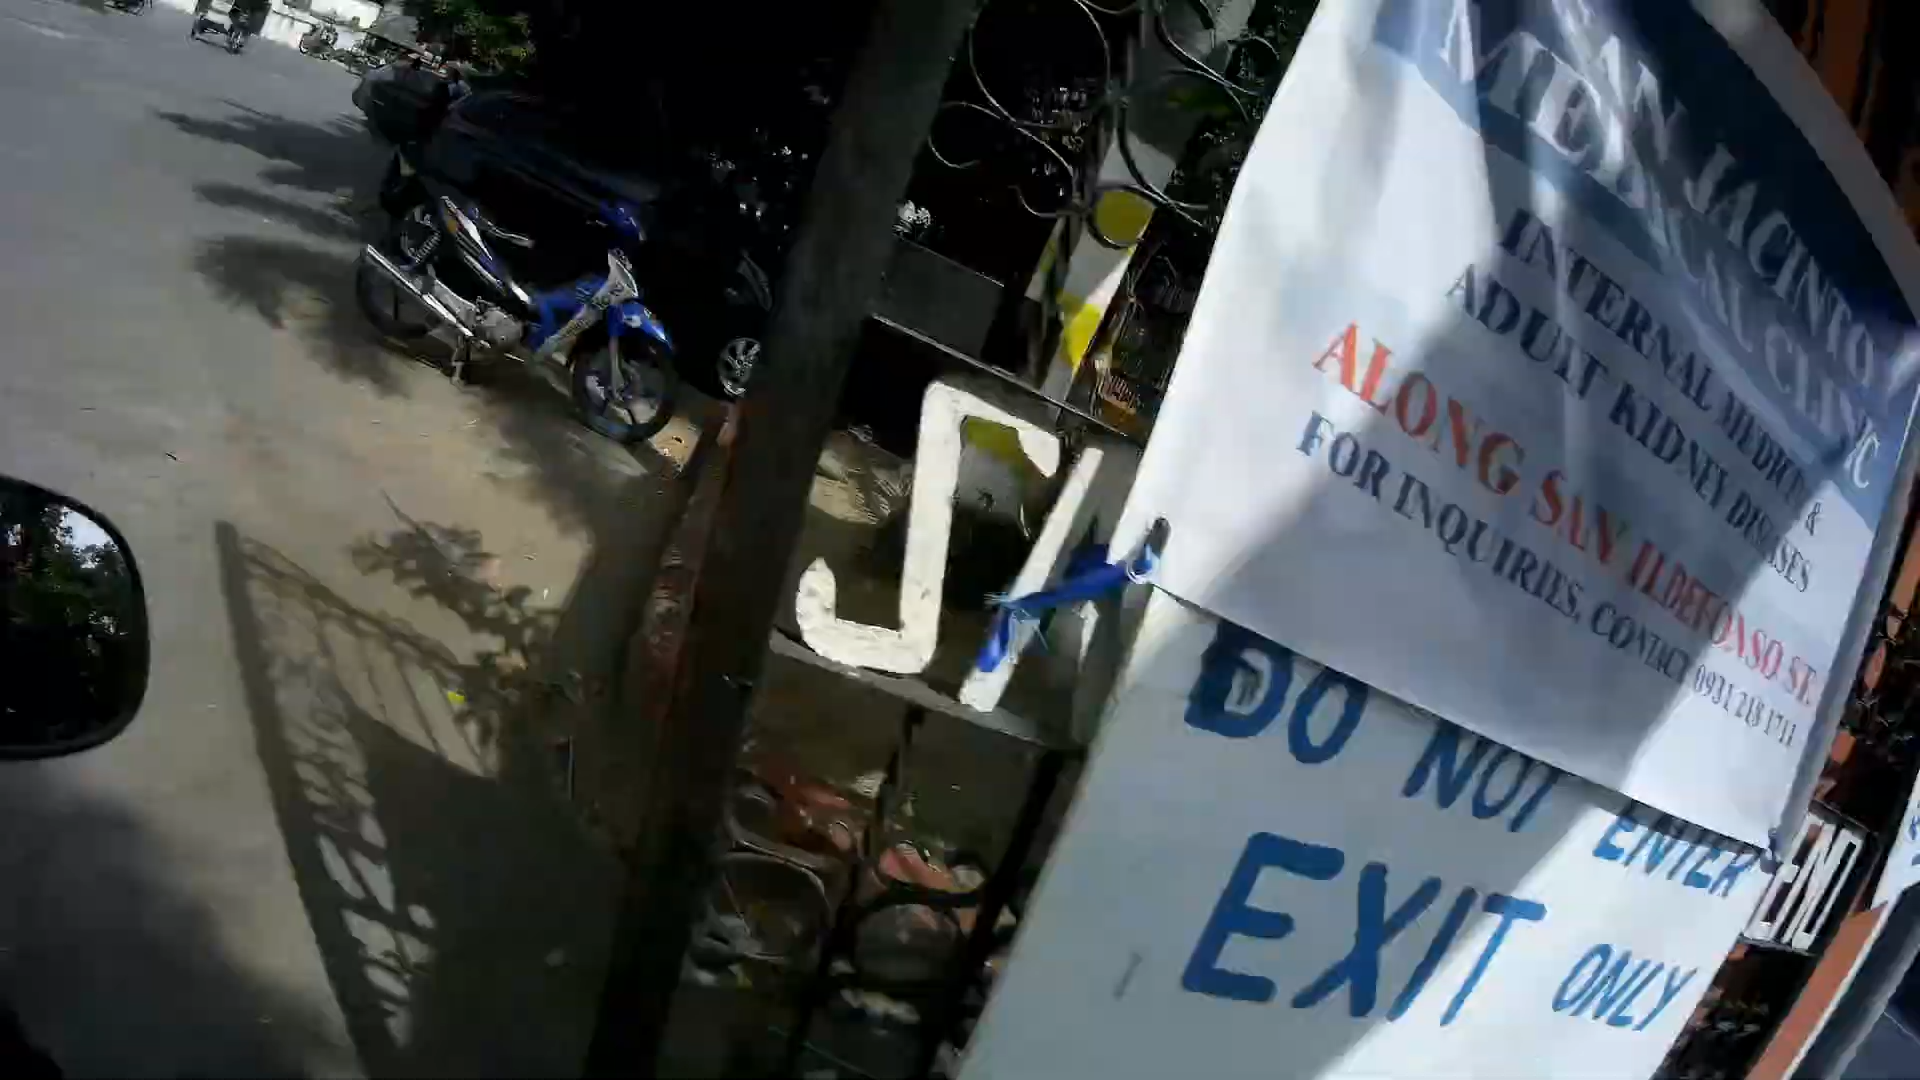 JACINTO
MEDICAL CLINIC
INTERNAL MEDICINE &
ADULT KIDNEY DISEASES
ALONG SAN ILDEFONSO ST.
FOR INQUIRIES, CONTACT 0931 218 1711
DO NOT ENTER
EXIT ONLY